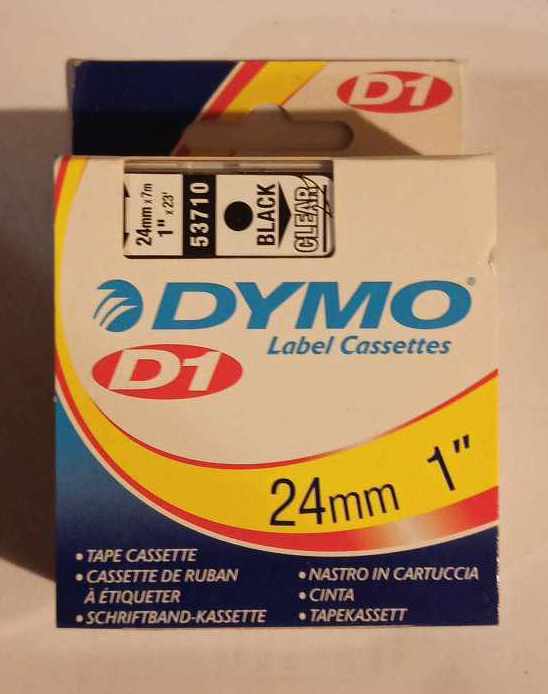 D1
24mm x 7m
1" x 23'
53710
BLACK
CLEAR
DYMO®
Label Cassettes
D1
24mm 1"
• TAPE CASSETTE
• CASSETTE DE RUBAN
À ÉTIQUETER
• SCHRIFTBAND-KASSETTE
• NASTRO IN CARTUCCIA
• CINTA
• TAPEKASSETT